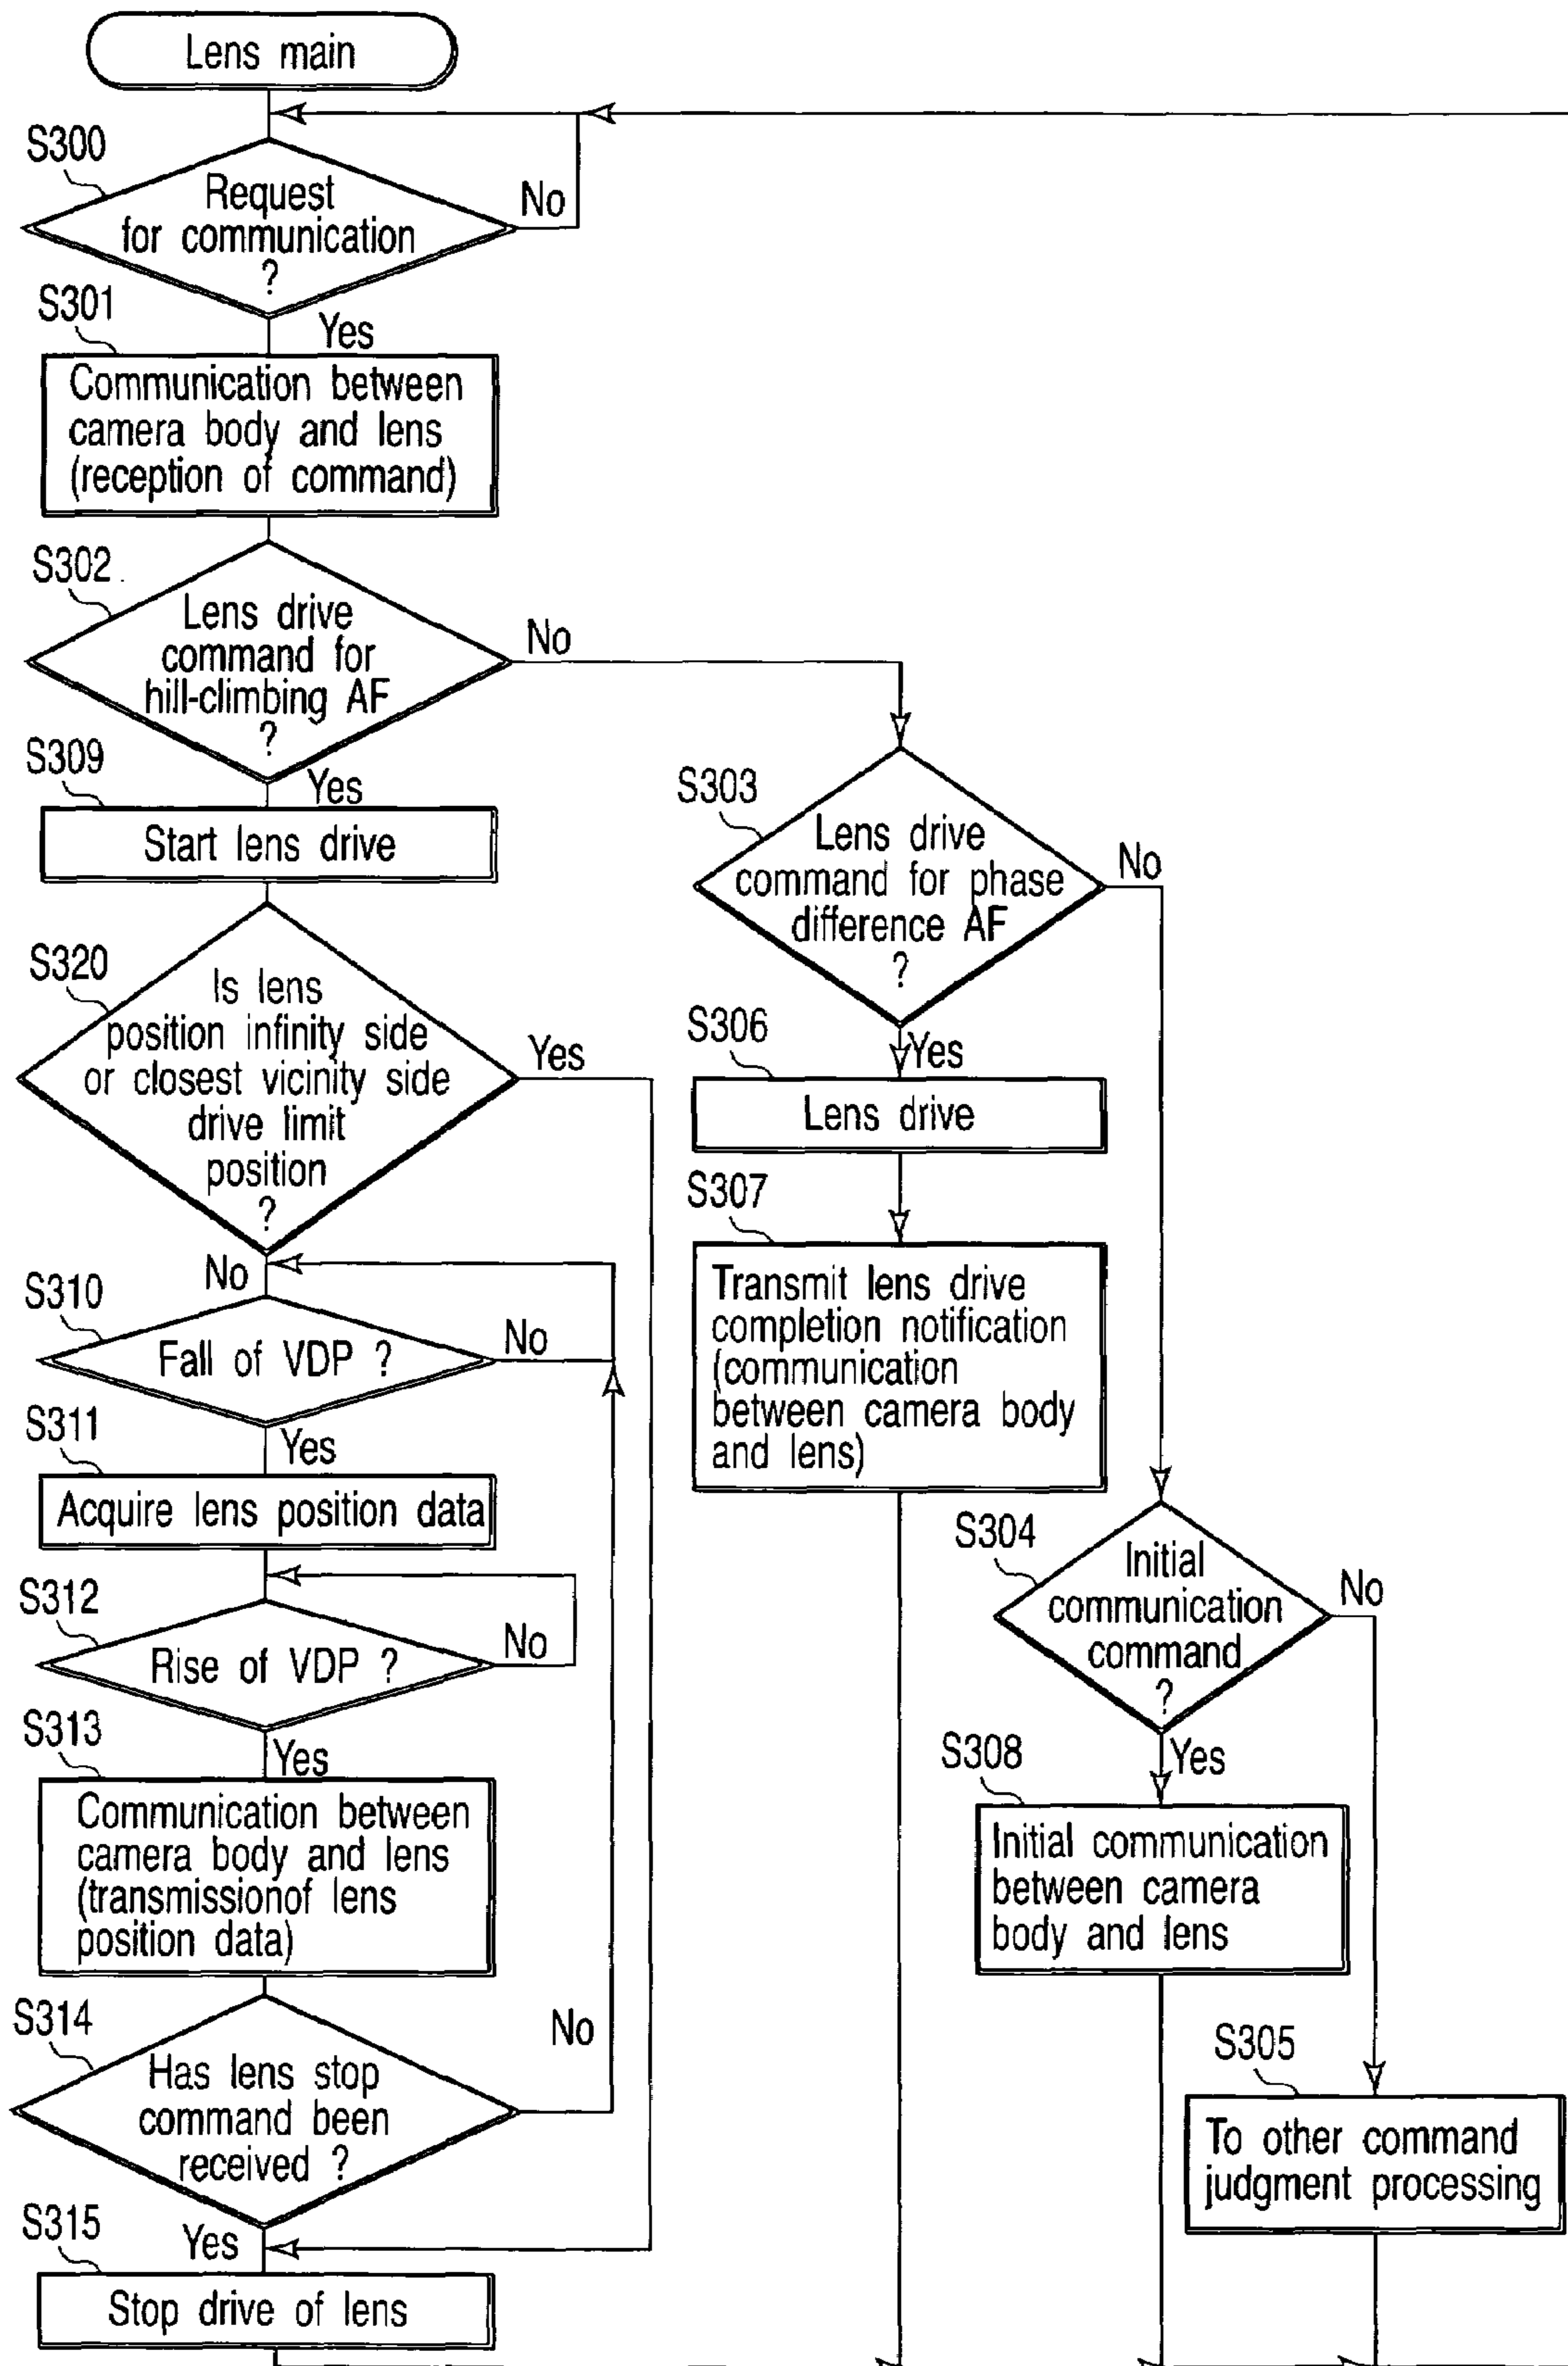 Lens main
S300
Request
for communication
?
No
S301
Yes
Communication between
camera body and lens
(reception of command)
S302
Lens drive
command for
hill-climbing AF
?
No
S309
Yes
Start lens drive
S303
Lens drive
command for phase
difference AF
?
No
S320
Is lens
position infinity side
or closest vicinity side
drive limit
position
?
Yes
S306
Yes
Lens drive
S307
Transmit lens drive
completion notification
(communication
between camera body
and lens)
No
S310
Fall of VDP ?
No
S311
Yes
Acquire lens position data
S304
Initial
communication
command
?
No
S312
Rise of VDP ?
No
S313
Yes
Communication between
camera body and lens
(transmissionof lens
position data)
S308
Yes
Initial communication
between camera
body and lens
S314
Has lens stop
command been
received ?
No
S305
To other command
judgment processing
S315
Yes
Stop drive of lens